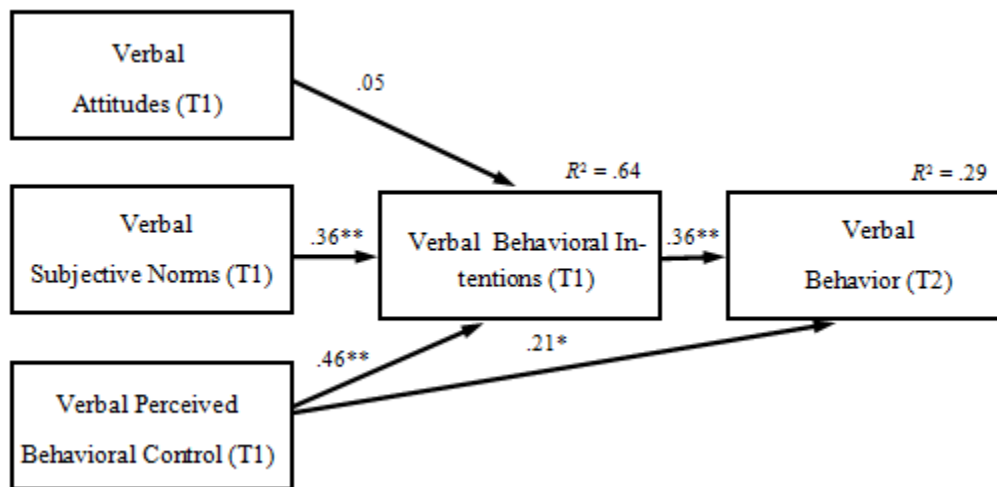 Verbal
Attitudes (T1)
.05
R² = .64
R² = .29
Verbal
Subjective Norms (T1)
.36**
Verbal Behavioral In-
tentions (T1)
.36**
Verbal
Behavior (T2)
.46**
.21*
Verbal Perceived
Behavioral Control (T1)